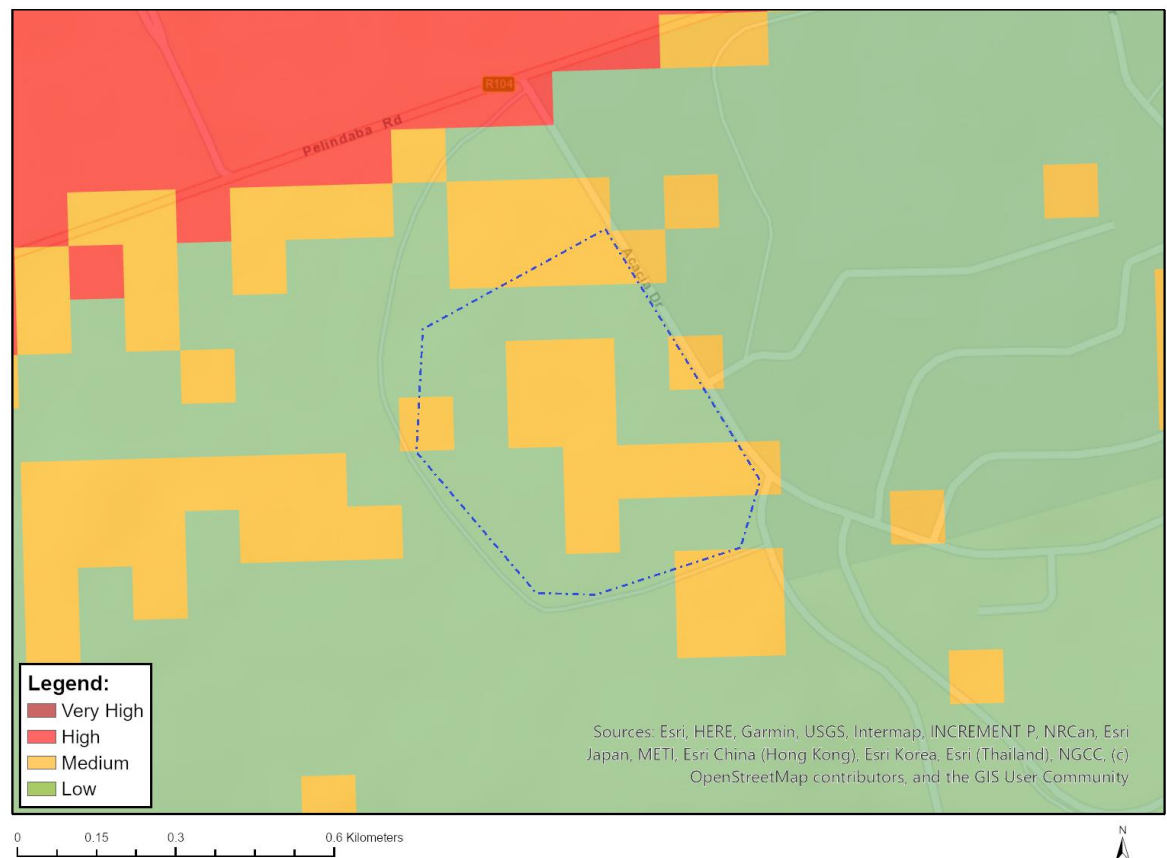 R104
Pelindaba Rd
Acacia Dr
Legend:
Very High
High
Medium
Low
Sources: Esri, HERE, Garmin, USGS, Intermap, INCREMENT P, NRCan, Esri
Japan, METI, Esri China (Hong Kong), Esri Korea, Esri (Thailand), NGCC, (c)
OpenStreetMap contributors, and the GIS User Community
0 0.15 0.3 0.6 Kilometers
N